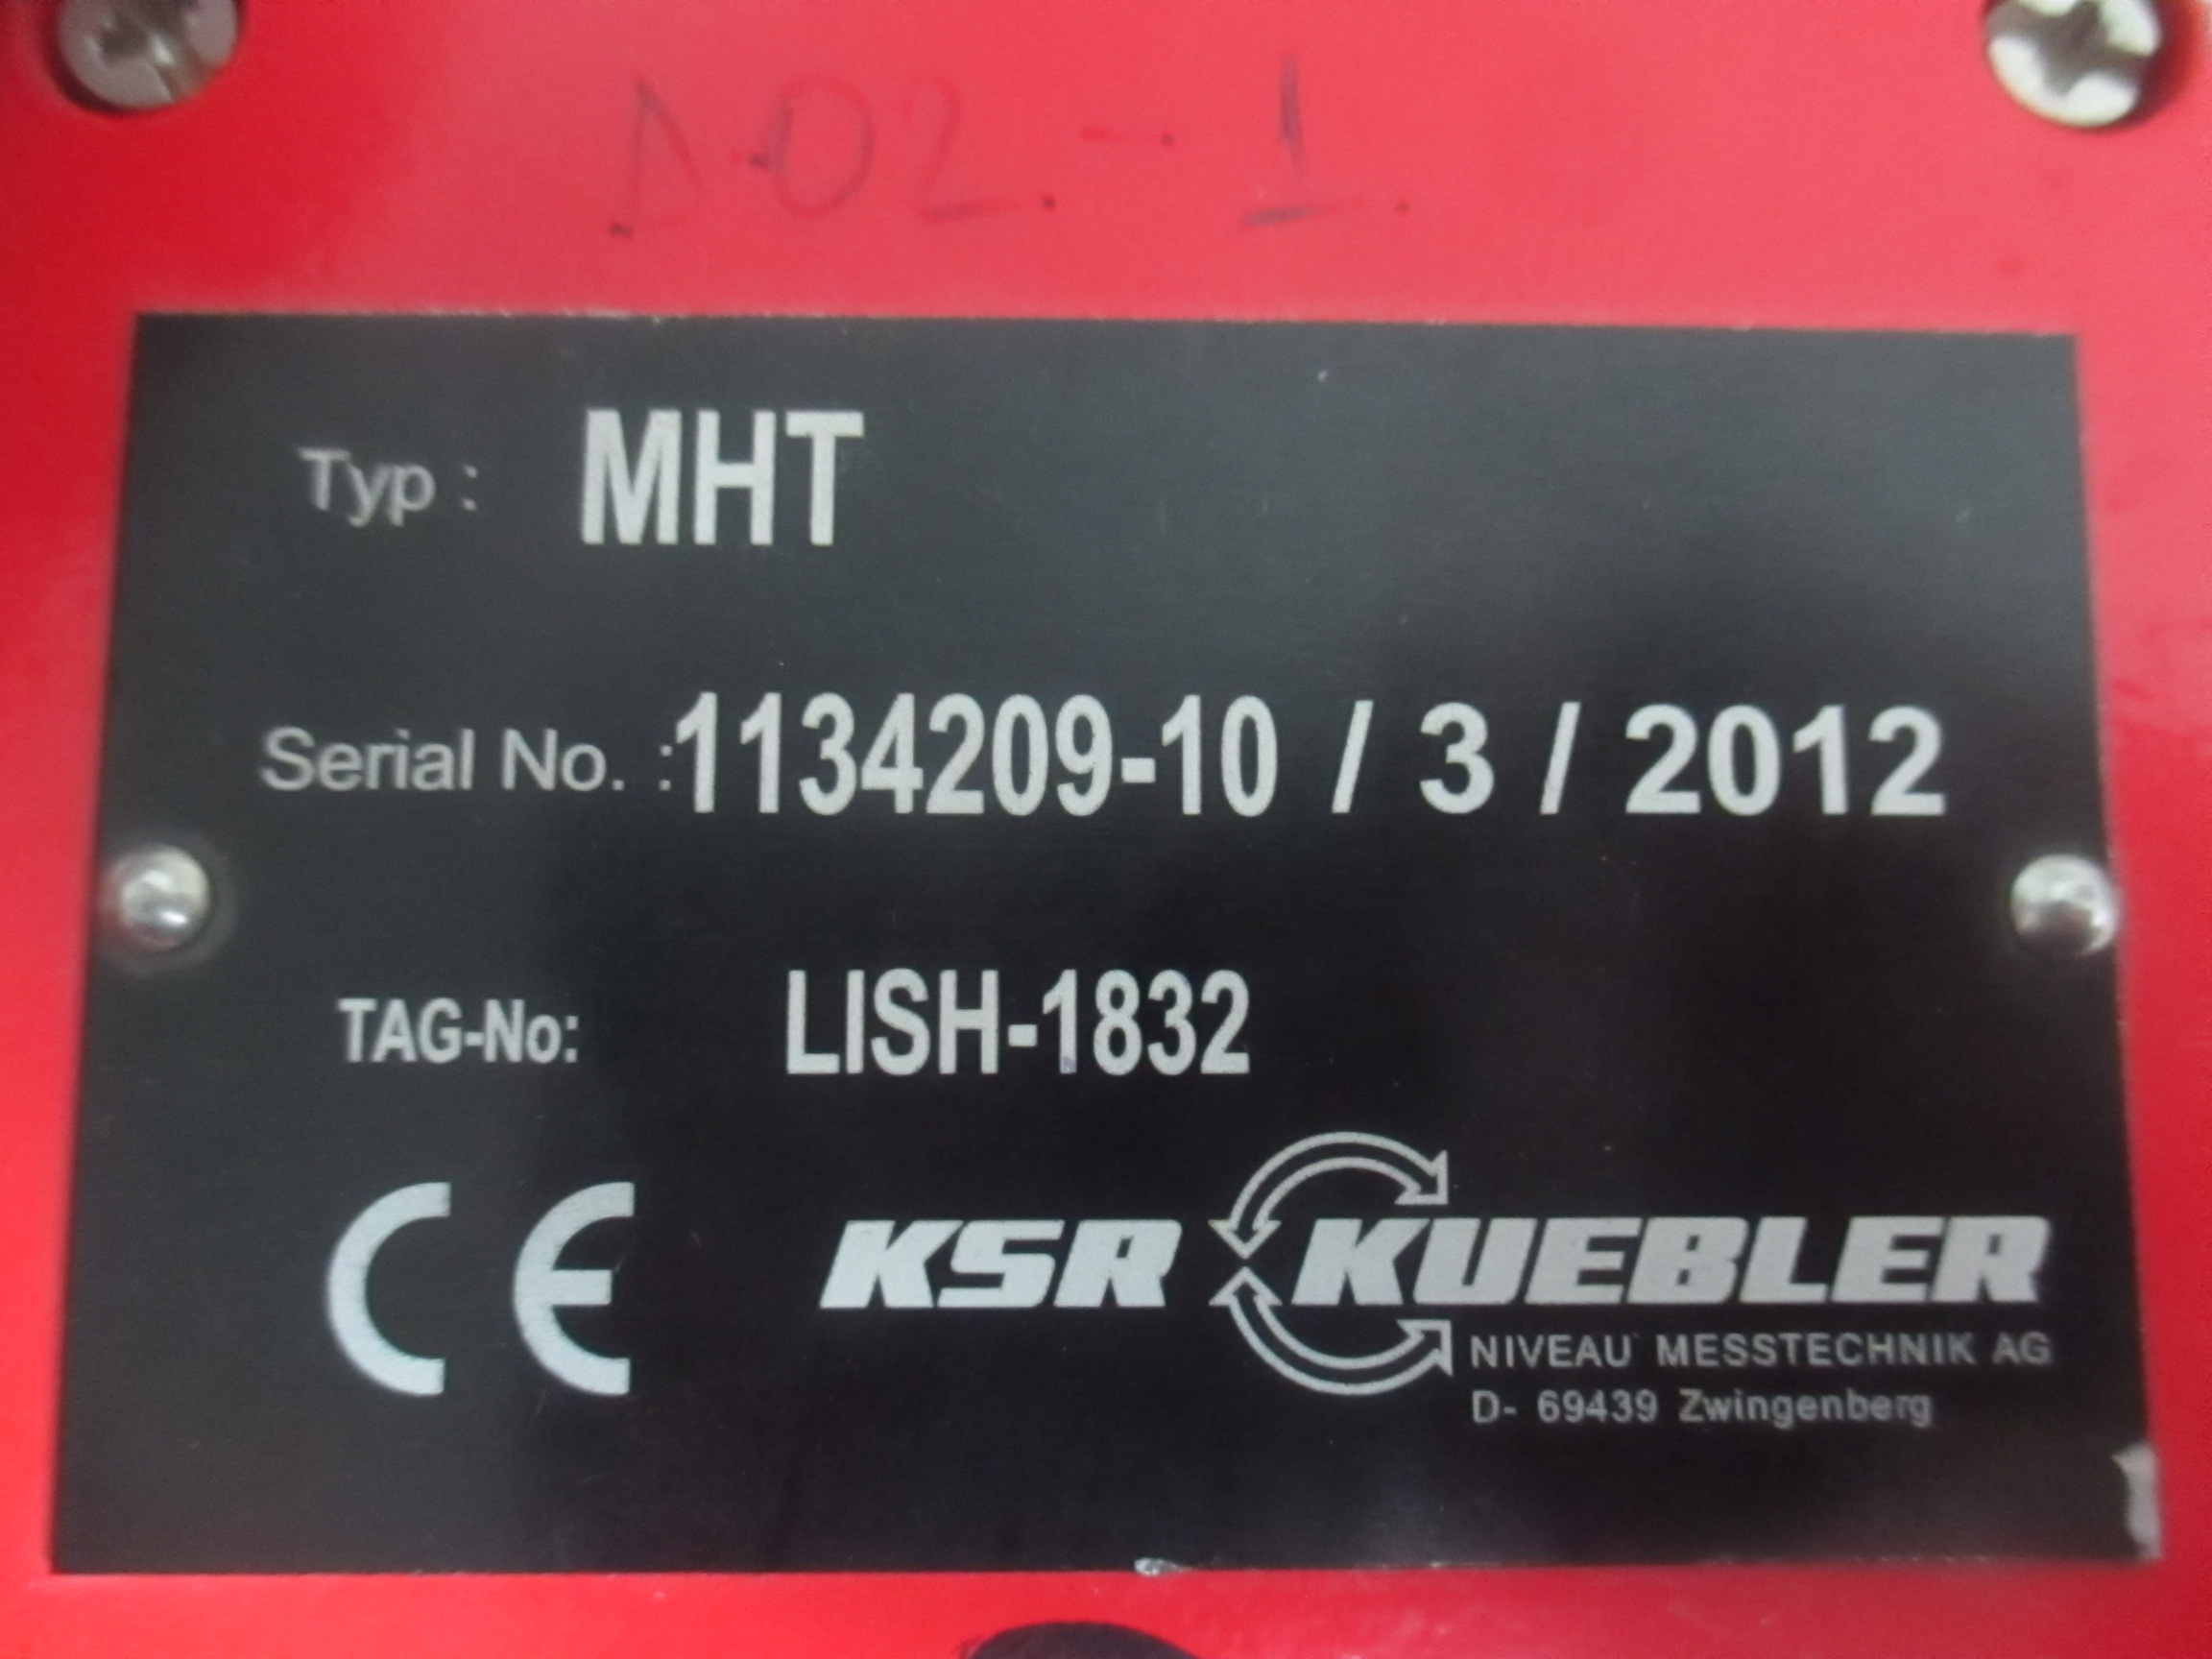 A02-1
Typ : MHT
Serial No. :1134209-10 / 3 / 2012
TAG-No: LISH-1832
CE KSR KUEBLER
NIVEAU MESSTECHNIK AG
D- 69439 Zwingenberg